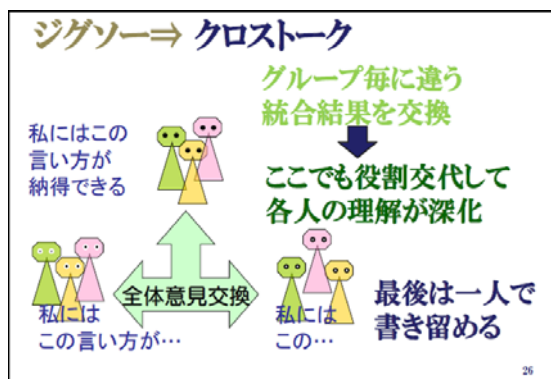 ジグソー⇒ クロストーク
グループ毎に違う
統合結果を交換
私にはこの
言い方が
納得できる
ここでも役割交代して
各人の理解が深化
全体意見交換
私には
この言い方が…
私には
この…
最後は一人で
書き留める
26